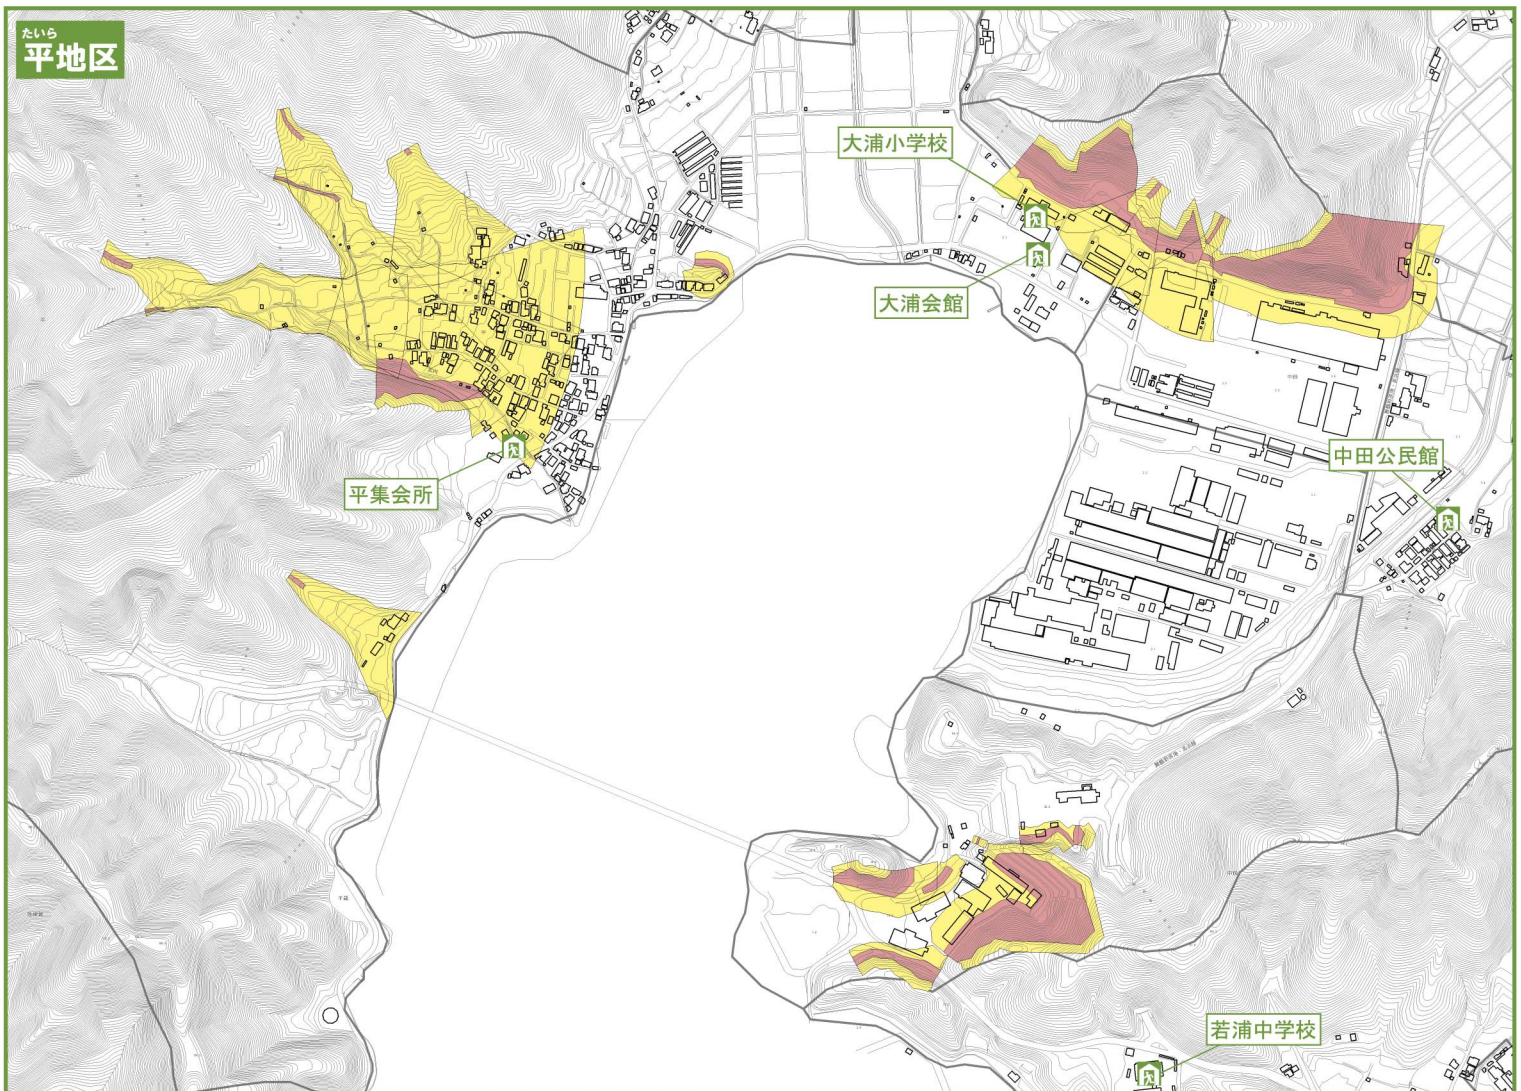 たいら
平地区
大浦小学校
大浦会館
中田公民館
平集会所
若浦中学校